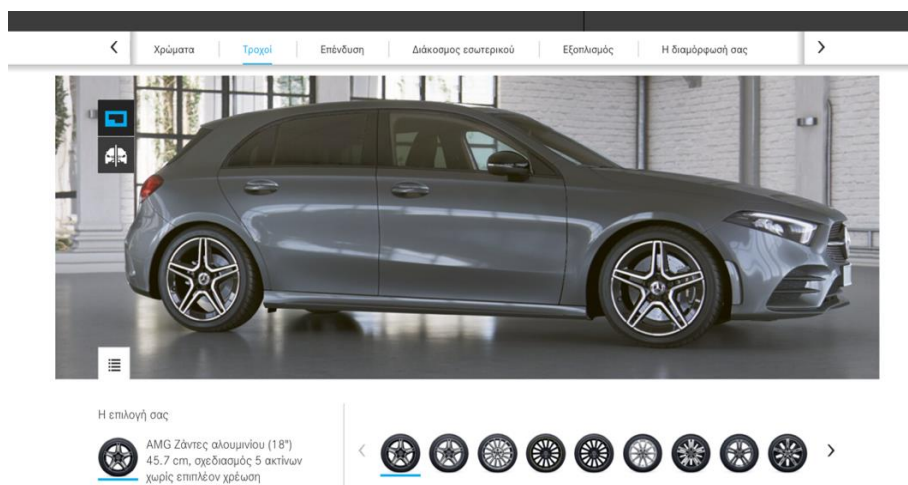 Χρώματα
Τροχοί
Επένδυση
Διάκοσμος εσωτερικού
Εξοπλισμός
Η διαμόρφωσή σας
Η επιλογή σας
AMG Ζάντες αλουμινίου (18")
45.7 cm, σχεδιασμός 5 ακτίνων
χωρίς επιπλέον χρέωση